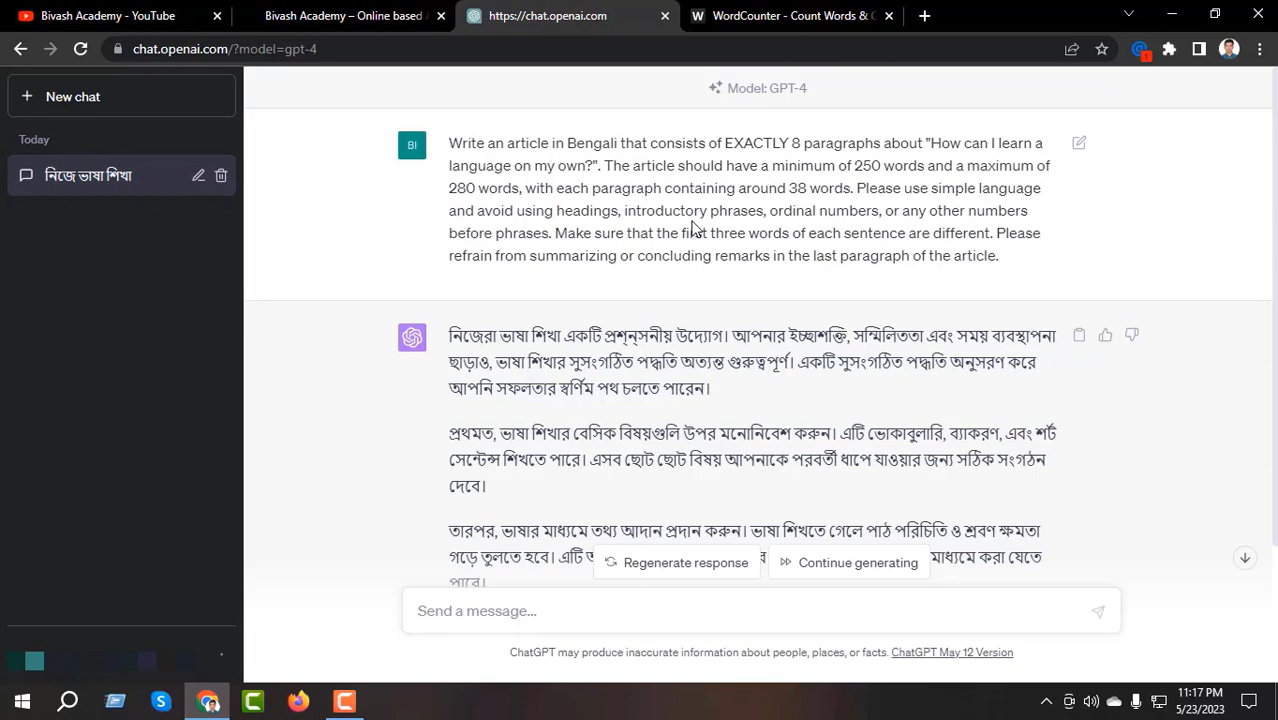 Bivash Academy - YouTube
Bivash Academy – Online based A
https://chat.openai.com
WordCounter - Count Words & C
chat.openai.com/?model=gpt-4
New chat
Model: GPT-4
Today
নিজে ভাষা শিখা
BI
Write an article in Bengali that consists of EXACTLY 8 paragraphs about "How can I learn a
language on my own?". The article should have a minimum of 250 words and a maximum of
280 words, with each paragraph containing around 38 words. Please use simple language
and avoid using headings, introductory phrases, ordinal numbers, or any other numbers
before phrases. Make sure that the first three words of each sentence are different. Please
refrain from summarizing or concluding remarks in the last paragraph of the article.
নিজেরা ভাষা শিখা একটি প্রশ্ন্সনীয় উদ্যোগ। আপনার ইচ্ছাশক্তি, সম্মিলিততা এবং সময় ব্যবস্থাপনা
ছাড়াও, ভাষা শিখার সুসংগঠিত পদ্ধতি অত্যন্ত গুরুত্বপূর্ণ। একটি সুসংগঠিত পদ্ধতি অনুসরণ করে
আপনি সফলতার স্বর্ণিম পথ চলতে পারেন।
প্রথমত, ভাষা শিখার বেসিক বিষয়গুলি উপর মনোনিবেশ করুন। এটি ভোকাবুলারি, ব্যাকরণ, এবং শর্ট
সেন্টেন্স শিখতে পারে। এসব ছোট ছোট বিষয় আপনাকে পরবর্তী ধাপে যাওয়ার জন্য সঠিক সংগঠন
দেবে।
তারপর, ভাষার মাধ্যমে তথ্য আদান প্রদান করুন। ভাষা শিখতে গেলে পাঠ পরিচিতি ও শ্রবণ ক্ষমতা
গড়ে তুলতে হবে। এটি মাধ্যমে করা যেতে
পারে।
Regenerate response
Continue generating
Send a message...
ChatGPT may produce inaccurate information about people, places, or facts. ChatGPT May 12 Version
11:17 PM
5/23/2023